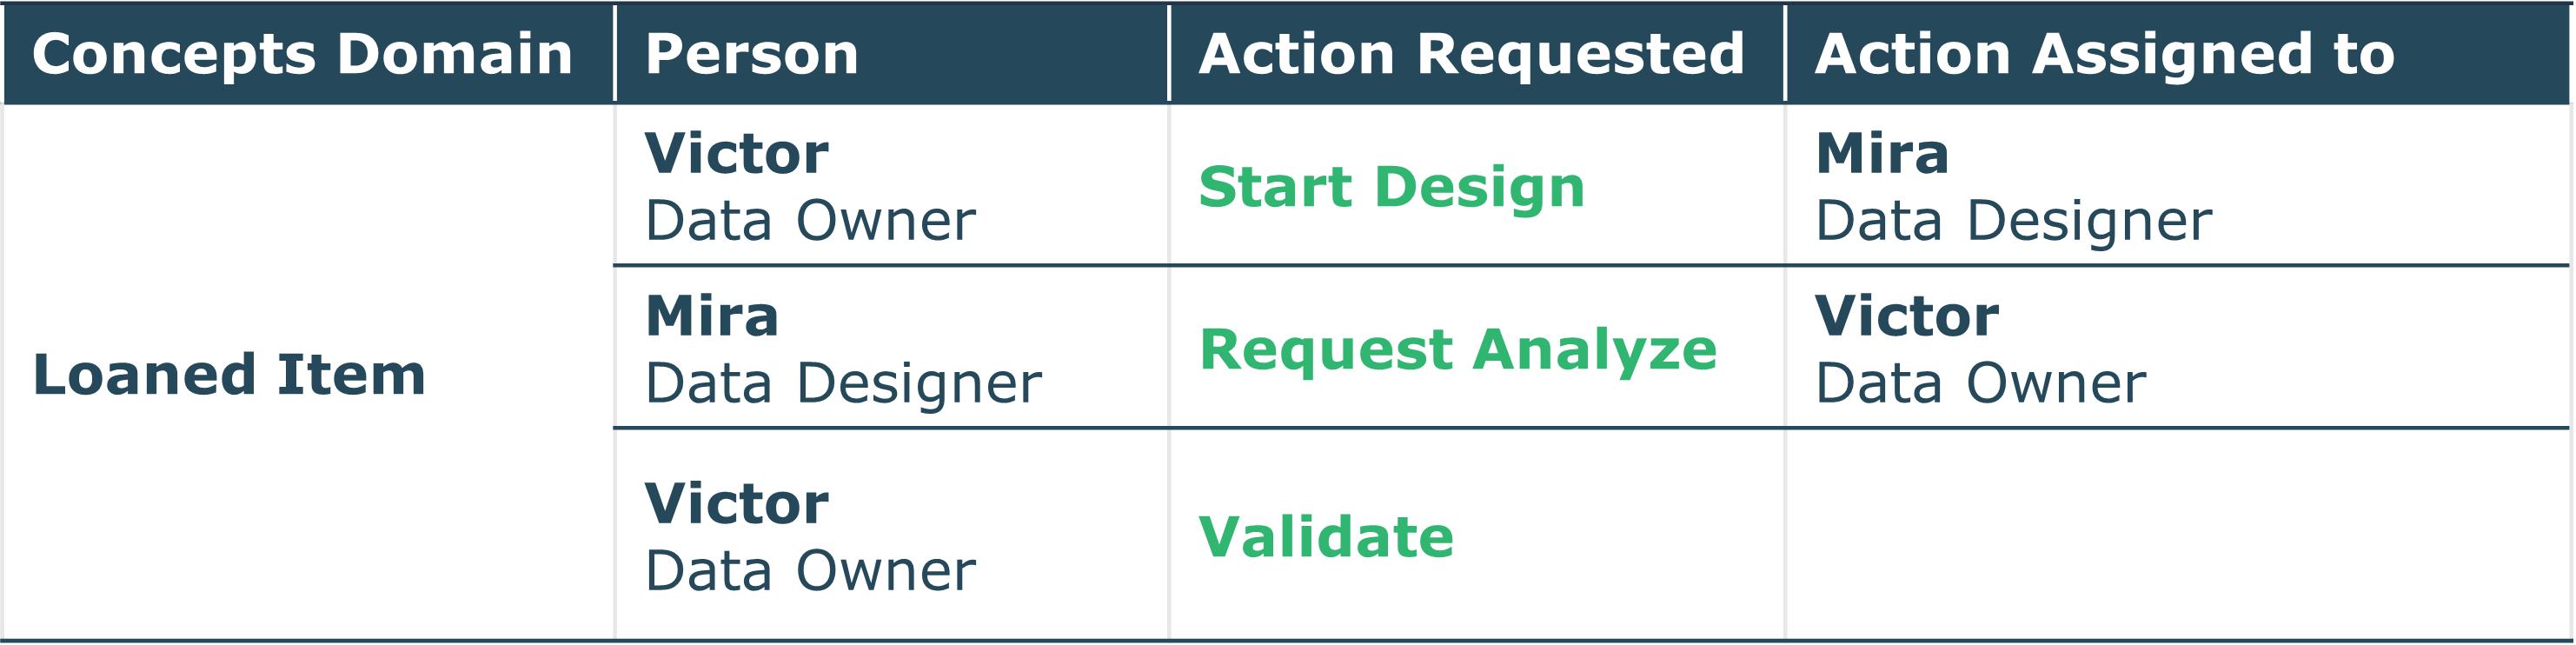 Concepts Domain Person Action Requested Action Assigned to
Victor
Data Owner
Start Design
Mira
Data Designer
Loaned Item
Mira
Data Designer
Request Analyze
Victor
Data Owner
Victor
Data Owner
Validate